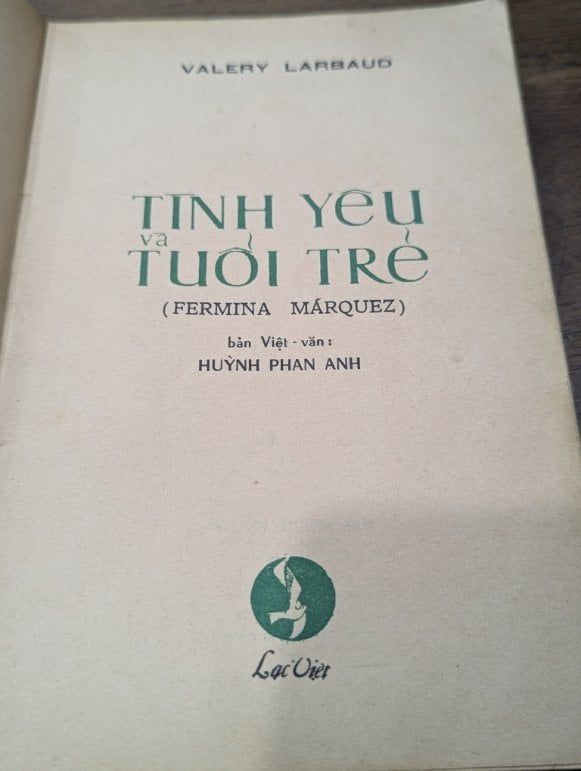 VALERY LARBAUD
TÌNH YÊU
và
TUỔI TRẺ
(FERMINA MÁRQUEZ)
bản Việt - văn :
HUỲNH PHAN ANH
Lạc Việt